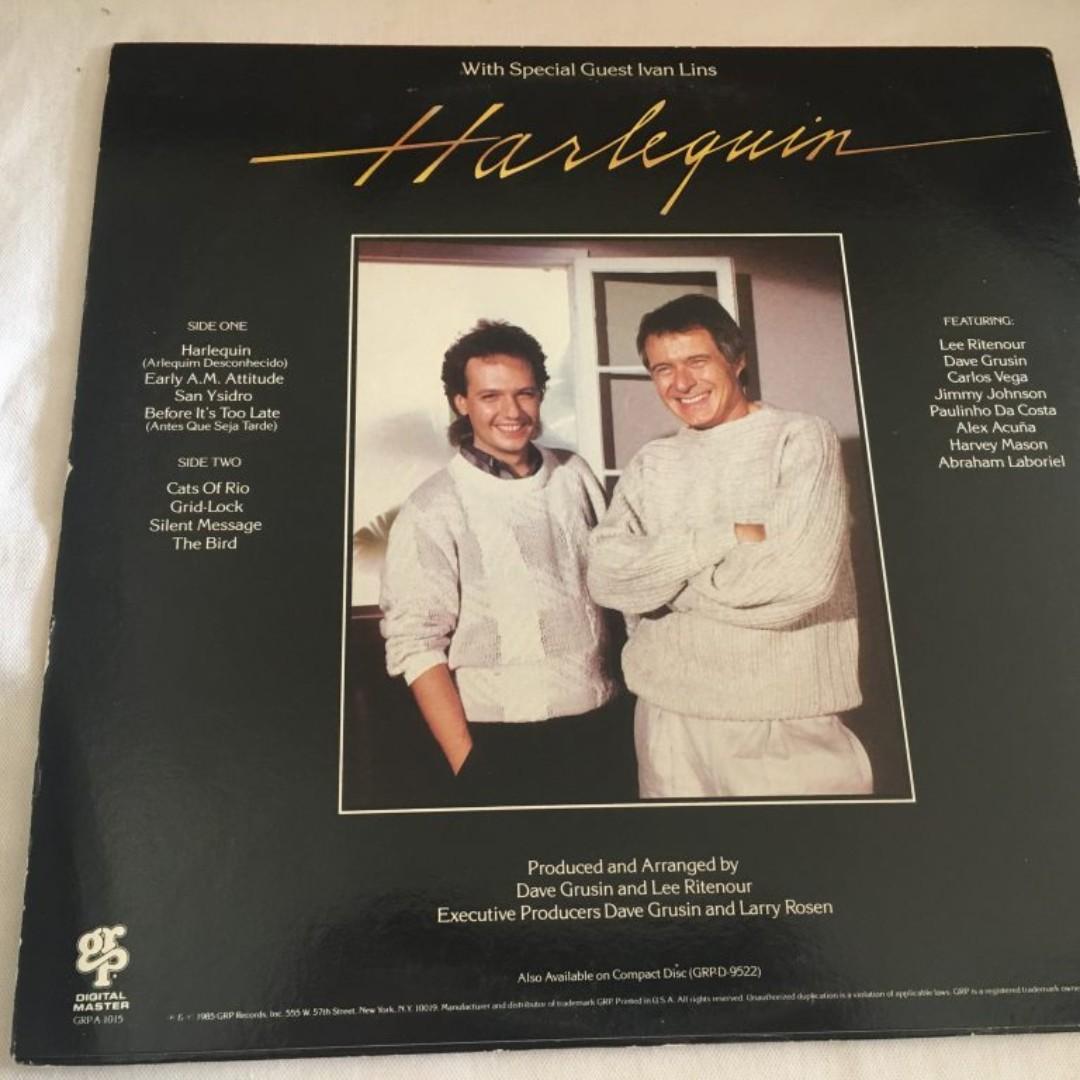 With Special Guest Ivan Lins
Harlequin
SIDE ONE
Harlequin
(Arlequim Desconhecido)
Early A.M. Attitude
San Ysidro
Before It's Too Late
(Antes Que Seja Tarde)
SIDE TWO
Cats Of Rio
Grid-Lock
Silent Message
The Bird
FEATURING:
Lee Ritenour
Dave Grusin
Carlos Vega
Jimmy Johnson
Paulinho Da Costa
Alex Acuña
Harvey Mason
Abraham Laboriel
Produced and Arranged by
Dave Grusin and Lee Ritenour
Executive Producers Dave Grusin and Larry Rosen
Also Available on Compact Disc (GRP-D-9522)
grp
DIGITAL
MASTER
GRP-A-1015
1985 GRP Records, Inc. 555 W. 57th Street, New York, N.Y. 10019. Manufacturer and distributor of trademark GRP Printed in U.S.A. All rights reserved. Unauthorized duplication is a violation of applicable laws. GRP is a registered trademark